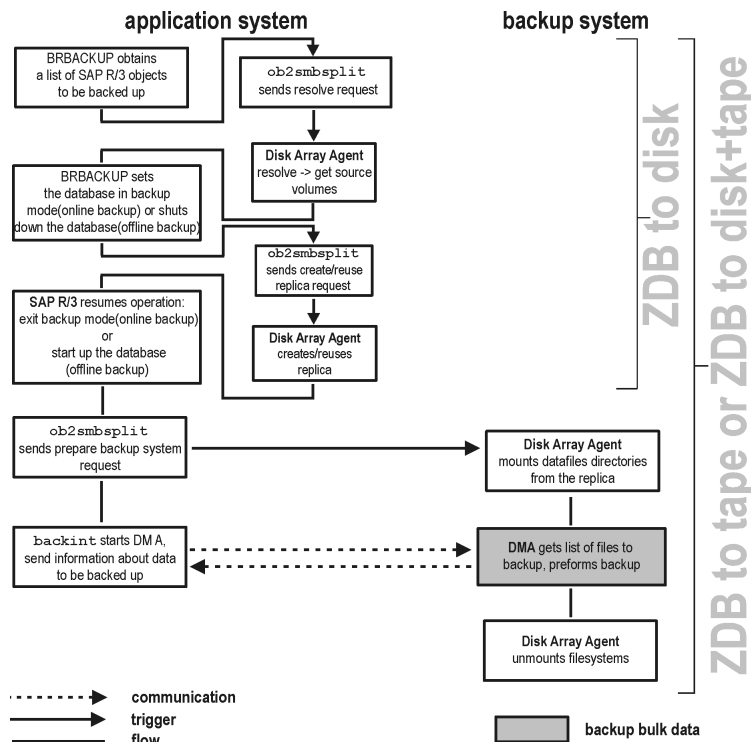 application system
backup system
BRBACKUP obtains
a list of SAP R/3 objects
to be backed up
ob2smbsplit
sends resolve request
Disk Array Agent
resolve -> get source
volumes
BRBACKUP sets
the database in backup
mode(online backup) or shuts
down the database(offline backup)
ob2smbsplit
sends create/reuse
replica request
SAP R/3 resumes operation:
exit backup mode(online backup)
or
start up the database
(offline backup)
Disk Array Agent
creates/reuses
replica
ob2smbsplit
sends prepare backup system
request
Disk Array Agent
mounts datafiles directories
from the replica
backint starts DM A,
send information about data
to be backed up
DMA gets list of files to
backup, preforms backup
Disk Array Agent
unmounts filesystems
ZDB to disk
ZDB to tape or ZDB to disk+tape
communication
trigger
flow
backup bulk data